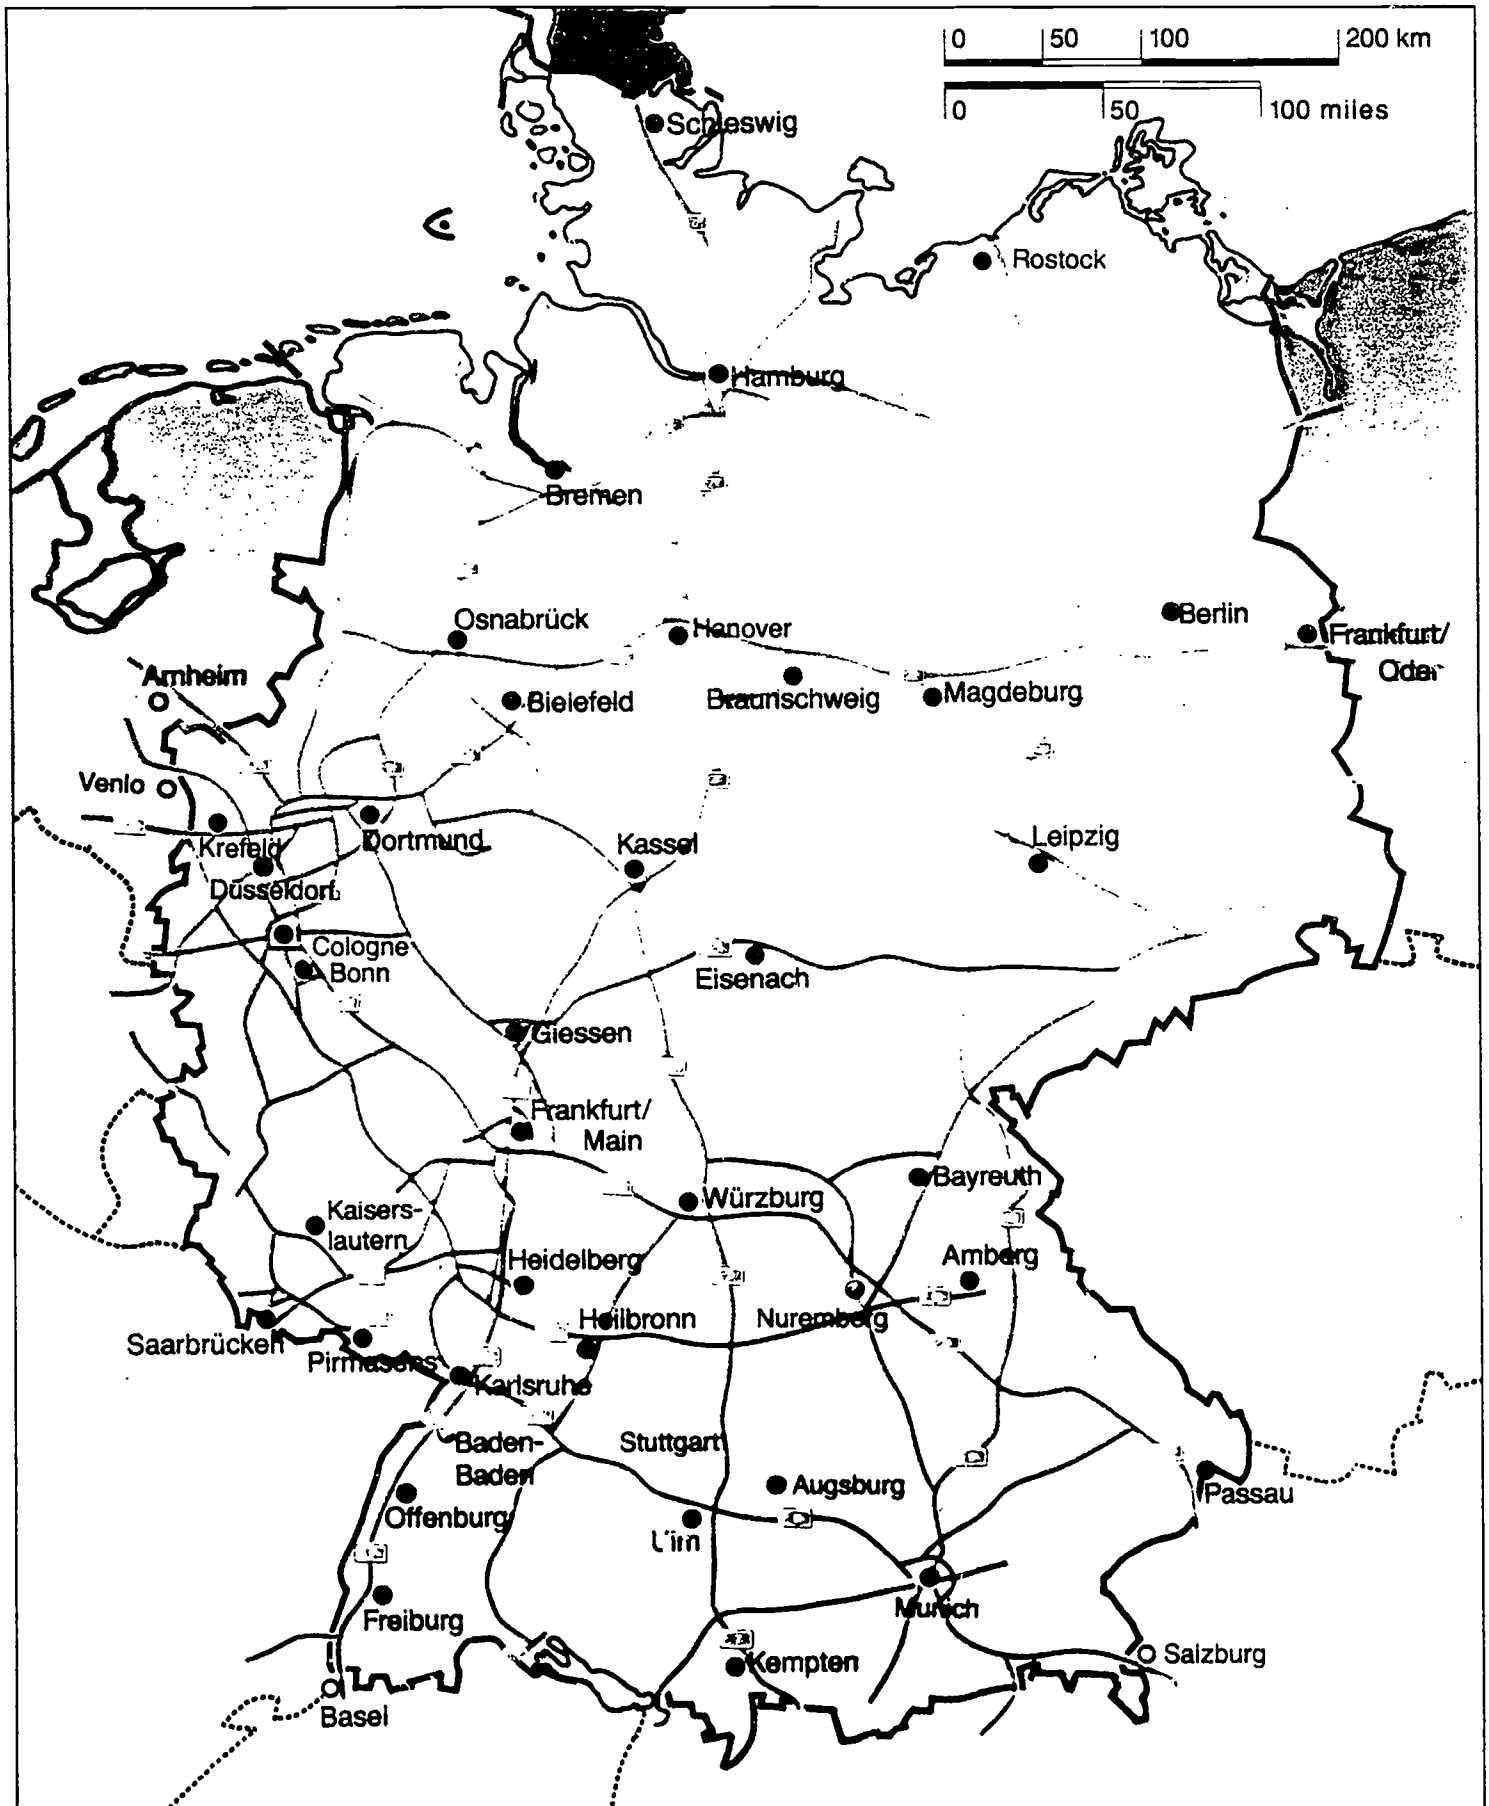 0 50 100 200 km
0 50 100 miles
Schleswig
Rostock
Hamburg
Bremen
Osnabrück
Hanover
Berlin
Frankfurt/
Oder
Arnheim
Bielefeld
Braunschweig
Magdeburg
Venlo
Krefeld
Dortmund
Kassel
Leipzig
Düsseldorf
Cologne
Bonn
Eisenach
Giessen
Frankfurt/
Main
Bayreuth
Würzburg
Kaisers-
lautern
Heidelberg
Amberg
Heilbronn
Nuremberg
Saarbrücken
Pirmasens
Karlsruhe
Baden-
Baden
Stuttgart
Augsburg
Passau
Offenburg
Munich
Freiburg
Kempten
Salzburg
Basel